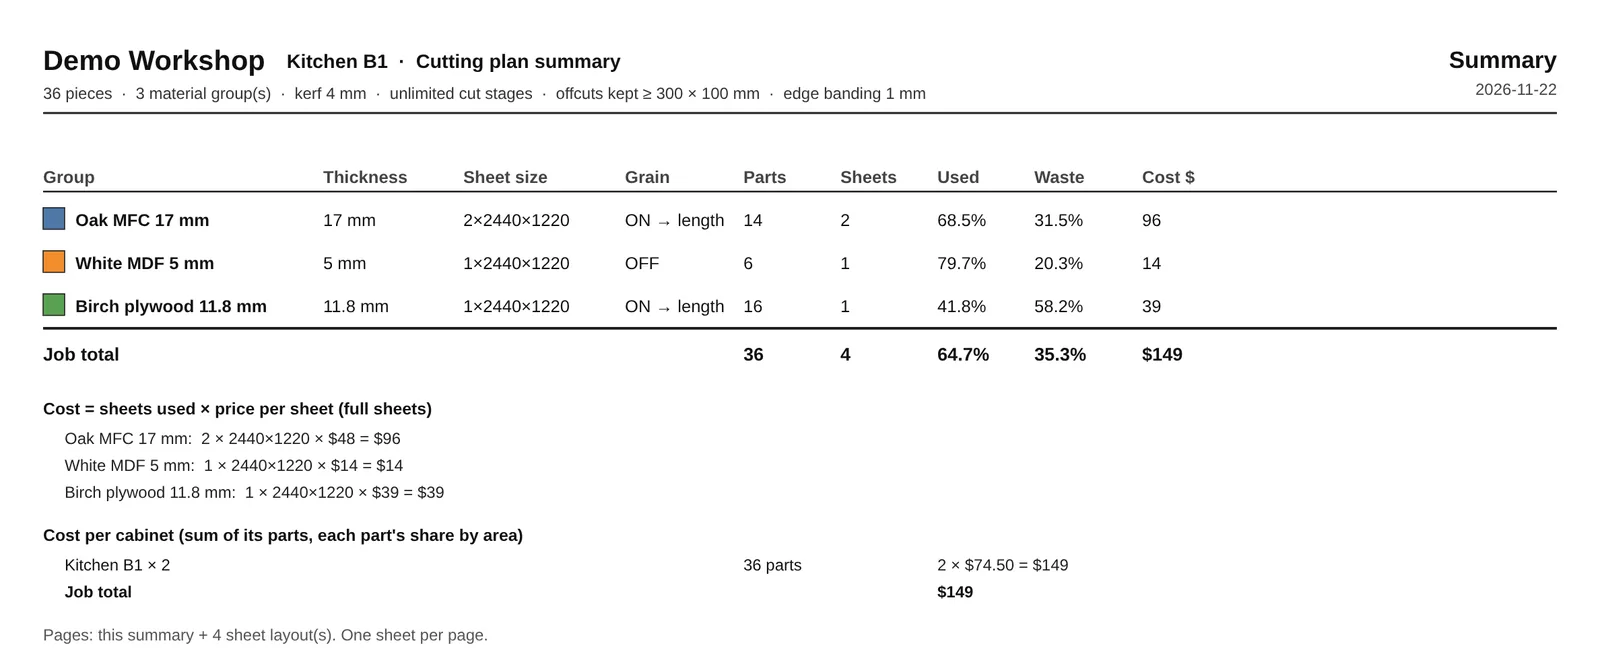 Demo Workshop Kitchen B1 · Cutting plan summary Summary
36 pieces · 3 material group(s) · kerf 4 mm · unlimited cut stages · offcuts kept ≥ 300 × 100 mm · edge banding 1 mm 2026-11-22
Group Thickness Sheet size Grain Parts Sheets Used Waste Cost $
Oak MFC 17 mm 17 mm 2×2440×1220 ON → length 14 2 68.5% 31.5% 96
White MDF 5 mm 5 mm 1×2440×1220 OFF 6 1 79.7% 20.3% 14
Birch plywood 11.8 mm 11.8 mm 1×2440×1220 ON → length 16 1 41.8% 58.2% 39
Job total 36 4 64.7% 35.3% $149
Cost = sheets used × price per sheet (full sheets)
Oak MFC 17 mm: 2 × 2440×1220 × $48 = $96
White MDF 5 mm: 1 × 2440×1220 × $14 = $14
Birch plywood 11.8 mm: 1 × 2440×1220 × $39 = $39
Cost per cabinet (sum of its parts, each part's share by area)
Kitchen B1 × 2 36 parts 2 × $74.50 = $149
Job total $149
Pages: this summary + 4 sheet layout(s). One sheet per page.